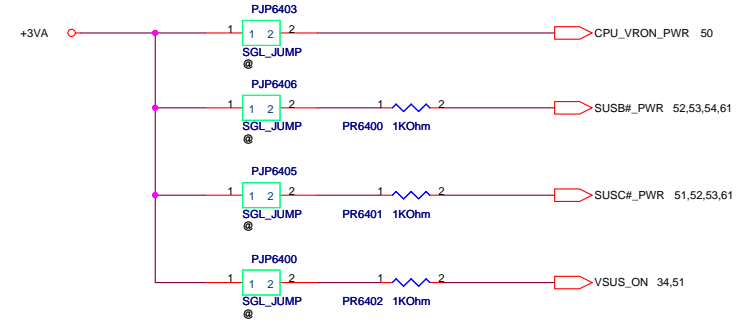 PJP6403
+3VA 1 1 2 2 CPU_VRON_PWR 50
SGL_JUMP
@
PJP6406
1 1 2 2 1 2 SUSB#_PWR 52,53,54,61
SGL_JUMP PR6400 1KOhm
@
PJP6405
1 1 2 2 1 2 SUSC#_PWR 51,52,53,61
SGL_JUMP PR6401 1KOhm
@
PJP6400
1 1 2 2 1 2 VSUS_ON 34,51
SGL_JUMP PR6402 1KOhm
@